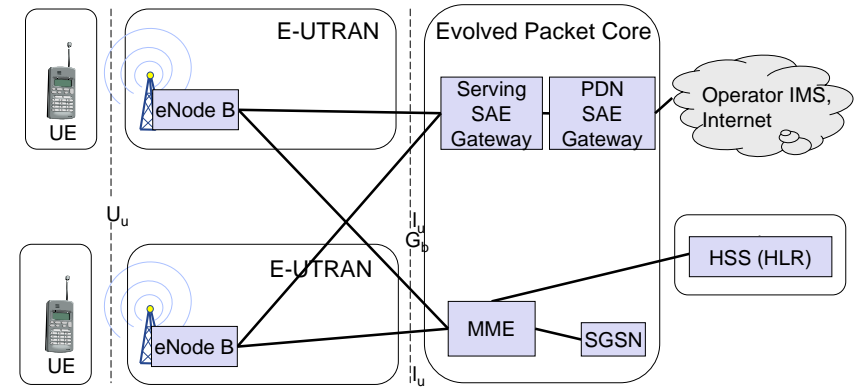 E-UTRAN
Evolved Packet Core
UE
eNode B
Serving
SAE
Gateway
PDN
SAE
Gateway
Operator IMS,
Internet
Uu
Iu
Gb
E-UTRAN
HSS (HLR)
UE
eNode B
MME
SGSN
Iu